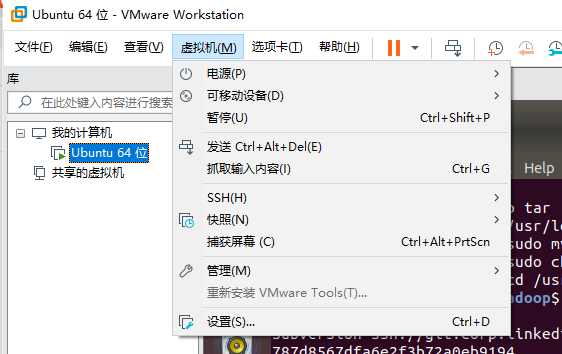 Ubuntu 64 位 - VMware Workstation
文件(F) 编辑(E) 查看(V) 虚拟机(M) 选项卡(T) 帮助(H)
库
在此处键入内容进行搜索
我的计算机
Ubuntu 64 位
共享的虚拟机
电源(P)
可移动设备(D)
暂停(U) Ctrl+Shift+P
发送 Ctrl+Alt+Del(E)
抓取输入内容(I) Ctrl+G
SSH(H)
快照(N)
捕获屏幕 (C) Ctrl+Alt+PrtScn
管理(M)
重新安装 VMware Tools(T)...
设置(S)... Ctrl+D
Help
tar
/usr/lo
sudo my
sudo ch
cd /us
adoop$
787d8567dfa6e2f3b72a0eb9194